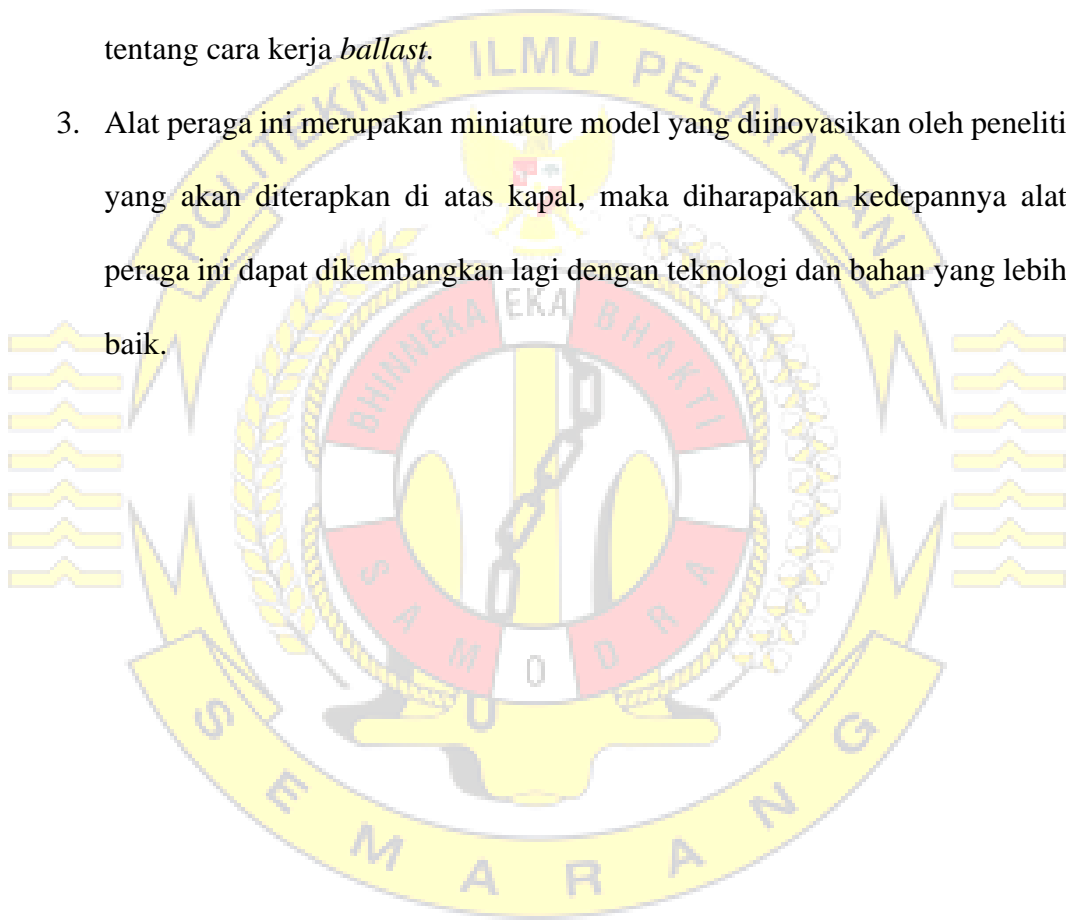 tentang cara kerja ballast.
3. Alat peraga ini merupakan miniature model yang diinovasikan oleh peneliti
yang akan diterapkan di atas kapal, maka diharapakan kedepannya alat
peraga ini dapat dikembangkan lagi dengan teknologi dan bahan yang lebih
baik.
POLITEKNIK ILMU PELAYARAN
BHINNEKA EKA BHAKTI
SAMODRA
SEMARANG